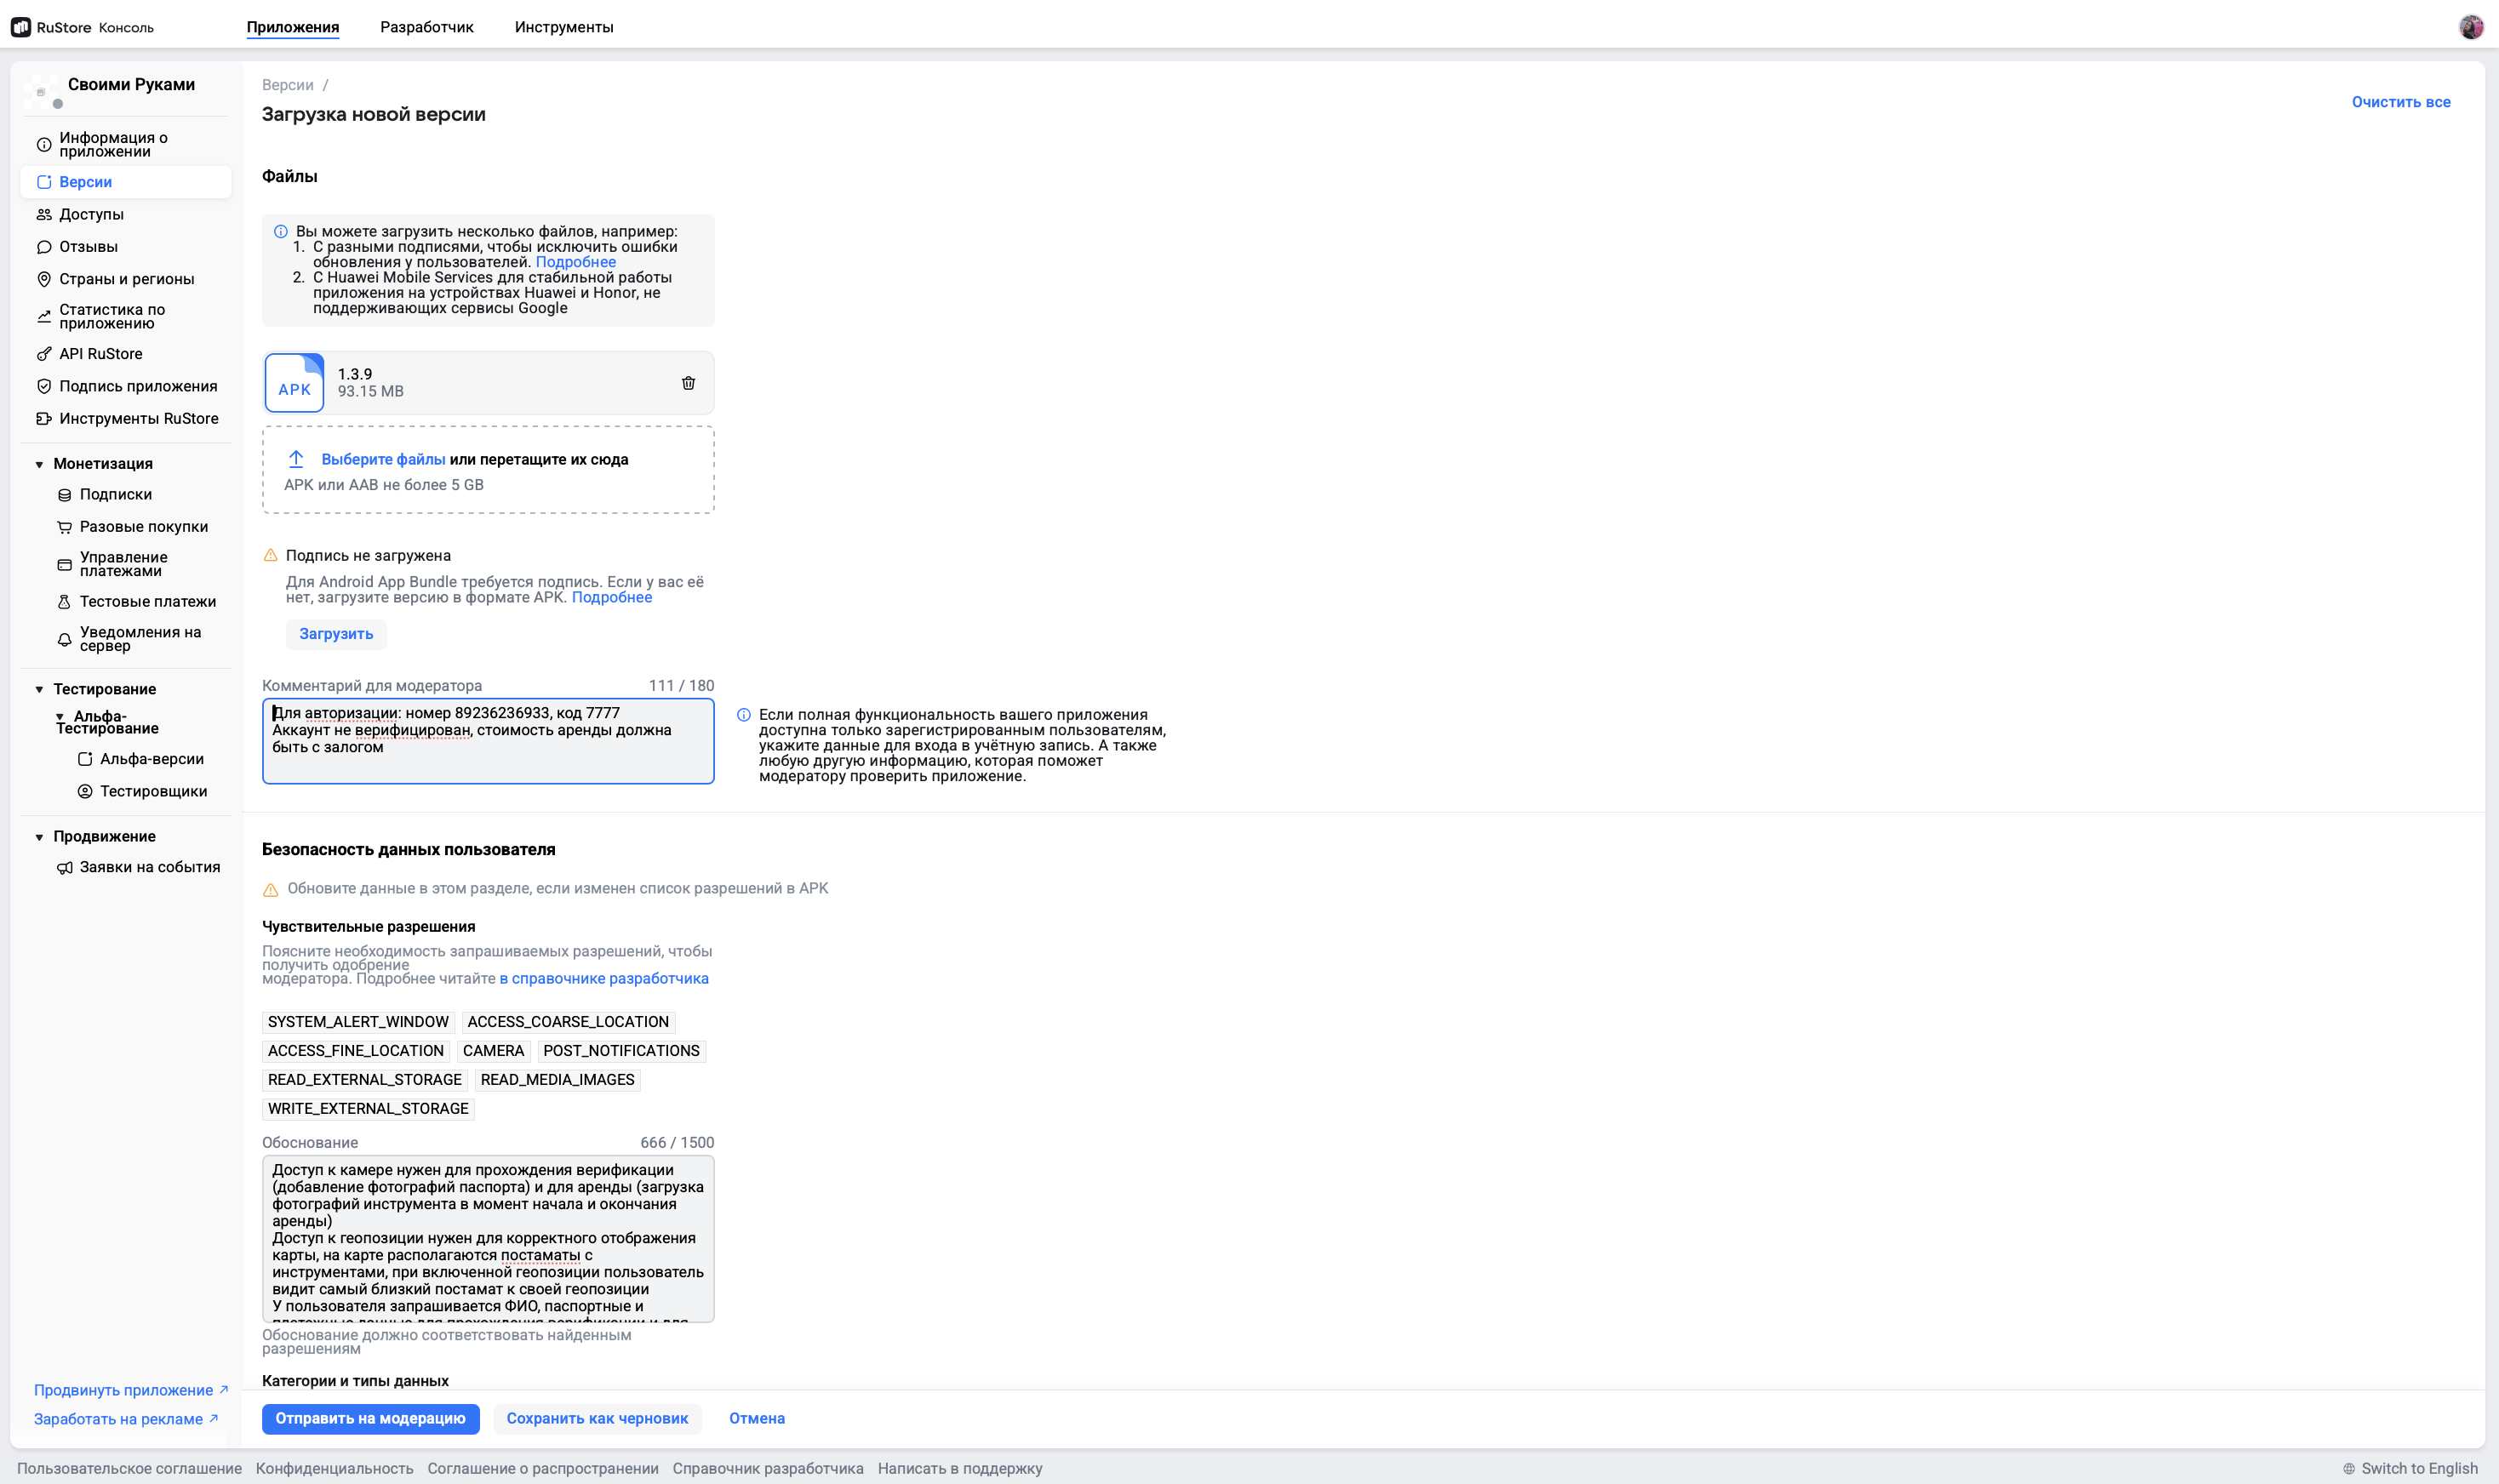 RuStore Консоль
Приложения
Разработчик
Инструменты
Своими Руками
Информация о
приложении
Версии
Доступы
Отзывы
Страны и регионы
Статистика по
приложению
API RuStore
Подпись приложения
Инструменты RuStore
Монетизация
Подписки
Разовые покупки
Управление
платежами
Тестовые платежи
Уведомления на
сервер
Тестирование
Альфа-
Тестирование
Альфа-версии
Тестировщики
Продвижение
Заявки на события
Продвинуть приложение
Заработать на рекламе
Версии /
Загрузка новой версии
Очистить все
Файлы
Вы можете загрузить несколько файлов, например:
1. С разными подписями, чтобы исключить ошибки
обновления у пользователей. Подробнее
2. С Huawei Mobile Services для стабильной работы
приложения на устройствах Huawei и Honor, не
поддерживающих сервисы Google
APK
1.3.9
93.15 MB
Выберите файлы или перетащите их сюда
APK или AAB не более 5 GB
Подпись не загружена
Для Android App Bundle требуется подпись. Если у вас её
нет, загрузите версию в формате APK. Подробнее
Загрузить
Комментарий для модератора
111 / 180
Для авторизации: номер 89236236933, код 7777
Аккаунт не верифицирован, стоимость аренды должна
быть с залогом
Если полная функциональность вашего приложения
доступна только зарегистрированным пользователям,
укажите данные для входа в учётную запись. А также
любую другую информацию, которая поможет
модератору проверить приложение.
Безопасность данных пользователя
Обновите данные в этом разделе, если изменен список разрешений в APK
Чувствительные разрешения
Поясните необходимость запрашиваемых разрешений, чтобы
получить одобрение
модератора. Подробнее читайте в справочнике разработчика
SYSTEM_ALERT_WINDOW
ACCESS_COARSE_LOCATION
ACCESS_FINE_LOCATION
CAMERA
POST_NOTIFICATIONS
READ_EXTERNAL_STORAGE
READ_MEDIA_IMAGES
WRITE_EXTERNAL_STORAGE
Обоснование
666 / 1500
Доступ к камере нужен для прохождения верификации
(добавление фотографий паспорта) и для аренды (загрузка
фотографий инструмента в момент начала и окончания
аренды)
Доступ к геопозиции нужен для корректного отображения
карты, на карте располагаются постаматы с
инструментами, при включенной геопозиции пользователь
видит самый близкий постамат к своей геопозиции
У пользователя запрашивается ФИО, паспортные и
платежные данные для прохождения верификации и для
Обоснование должно соответствовать найденным
разрешениям
Категории и типы данных
Отправить на модерацию
Сохранить как черновик
Отмена
Пользовательское соглашение
Конфиденциальность
Соглашение о распространении
Справочник разработчика
Написать в поддержку
Switch to English